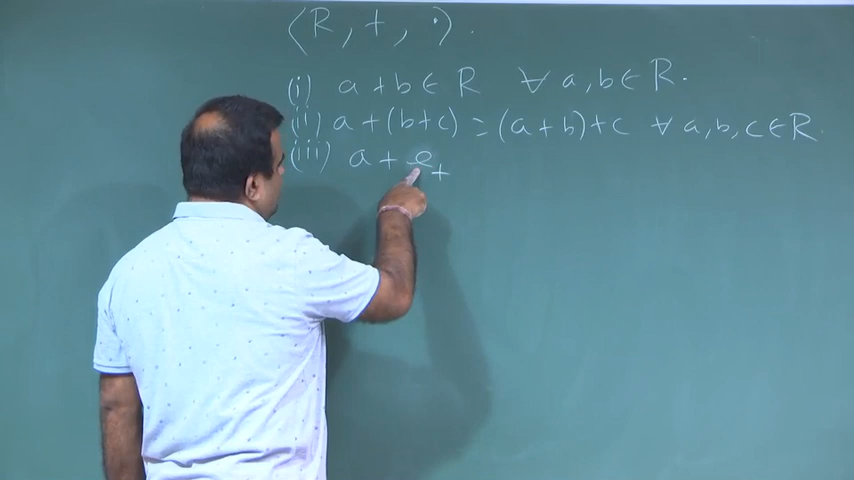 ⟨R, +, ·⟩.
(i) a + b ∈ R ∀ a, b ∈ R.
(ii) a + (b + c) = (a + b) + c ∀ a, b, c ∈ R.
(iii) a + e₊